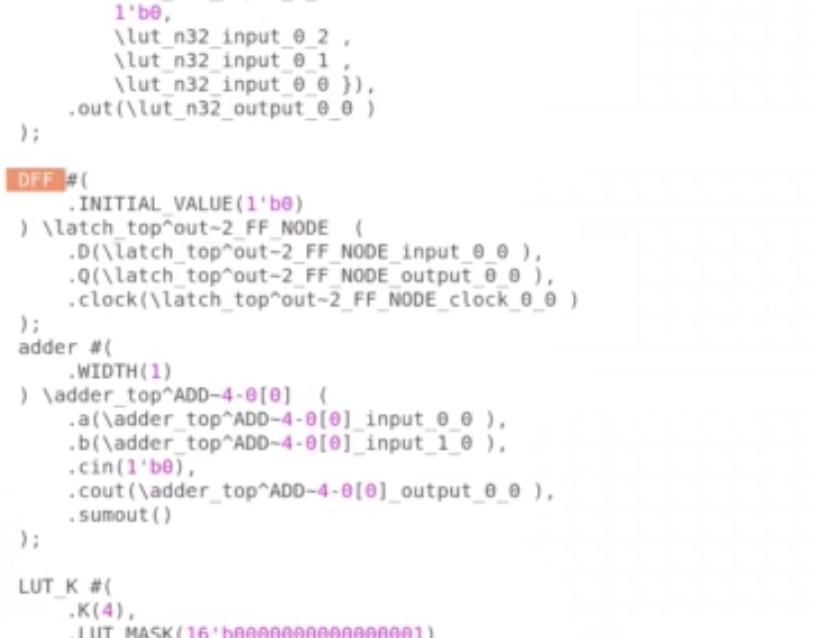 1'b0,
\lut_n32_input_0_2 ,
\lut_n32_input_0_1 ,
\lut_n32_input_0_0 }),
.out(\lut_n32_output_0_0 )
);
DFF #(
.INITIAL_VALUE(1'b0)
) \latch_top^out~2_FF_NODE (
.D(\latch_top^out~2_FF_NODE_input_0_0 ),
.Q(\latch_top^out~2_FF_NODE_output_0_0 ),
.clock(\latch_top^out~2_FF_NODE_clock_0_0 )
);
adder #(
.WIDTH(1)
) \adder_top^ADD~4-0[0] (
.a(\adder_top^ADD~4-0[0]_input_0_0 ),
.b(\adder_top^ADD~4-0[0]_input_1_0 ),
.cin(1'b0),
.cout(\adder_top^ADD~4-0[0]_output_0_0 ),
.sumout()
);
LUT_K #(
.K(4),
.LUT_MASK(16'b0000000000000001)